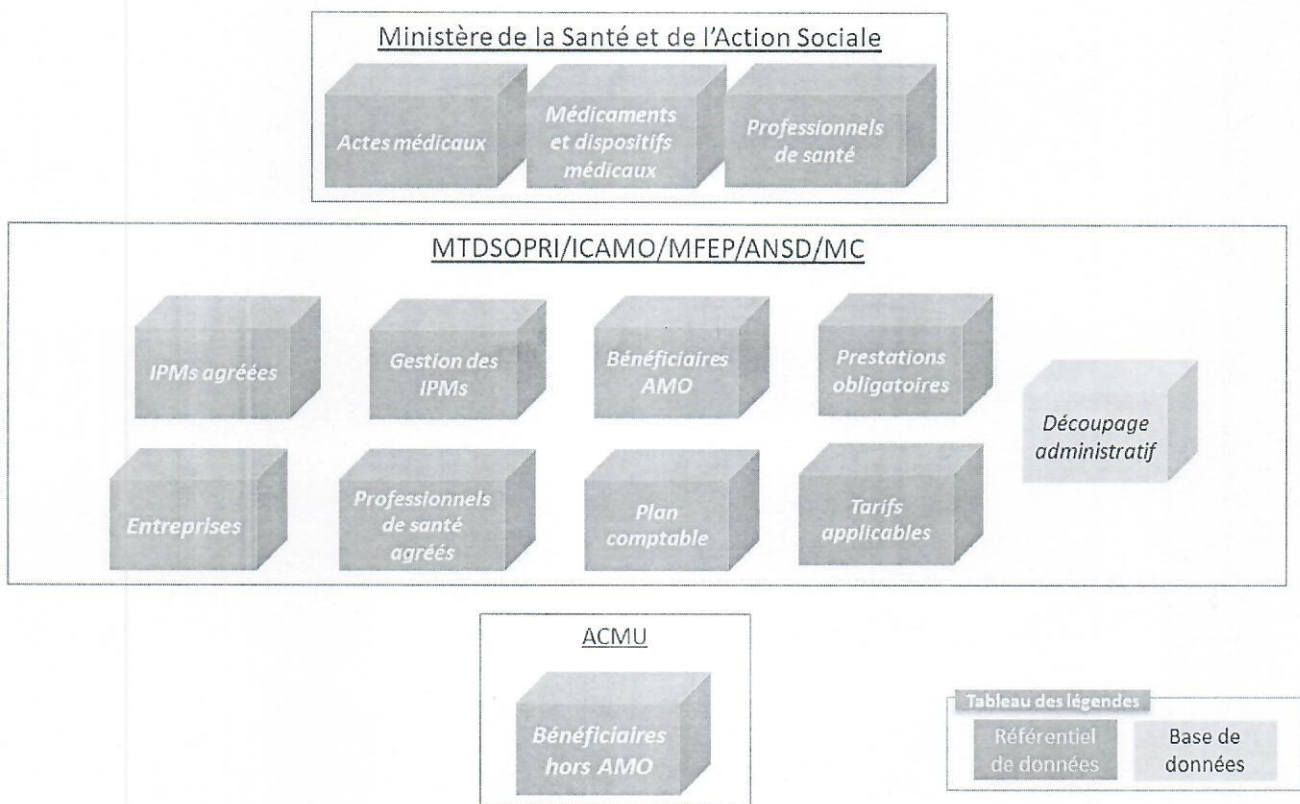 Ministère de la Santé et de l'Action Sociale
Actes médicaux
Médicaments
et dispositifs
médicaux
Professionnels
de santé
MTDSOPRI/ICAMO/MFEP/ANSD/MC
IPMs agréées
Gestion des
IPMs
Bénéficiaires
AMO
Prestations
obligatoires
Découpage
administratif
Entreprises
Professionnels
de santé
agréés
Plan
comptable
Tarifs
applicables
ACMU
Bénéficiaires
hors AMO
Tableau des légendes
Référentiel
de données
Base de
données